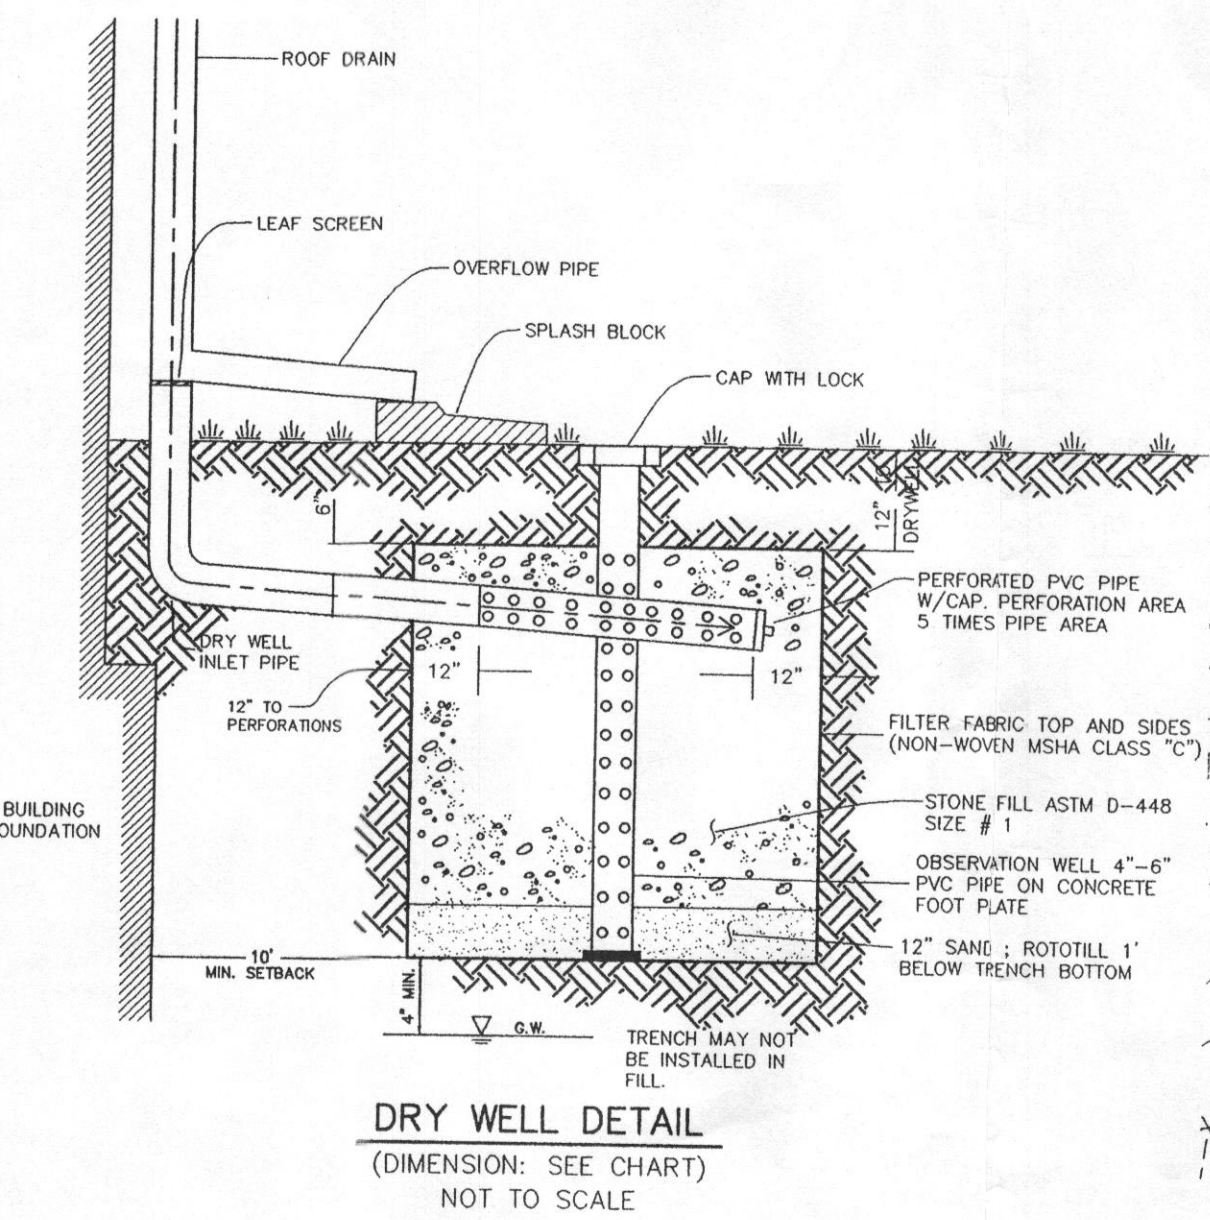 ROOF DRAIN
LEAF SCREEN
OVERFLOW PIPE
SPLASH BLOCK
CAP WITH LOCK
6"
12" TO
DRYWELL
PERFORATED PVC PIPE
W/CAP. PERFORATION AREA
5 TIMES PIPE AREA
DRY WELL
INLET PIPE
12"
12"
12" TO
PERFORATIONS
FILTER FABRIC TOP AND SIDES
(NON-WOVEN MSHA CLASS "C")
BUILDING
OUNDATION
STONE FILL ASTM D-448
SIZE # 1
OBSERVATION WELL 4"-6"
PVC PIPE ON CONCRETE
FOOT PLATE
12" SAND ; ROTOTILL 1'
BELOW TRENCH BOTTOM
10'
MIN. SETBACK
4" MIN.
G.W.
TRENCH MAY NOT
BE INSTALLED IN
FILL.
DRY WELL DETAIL
(DIMENSION: SEE CHART)
NOT TO SCALE